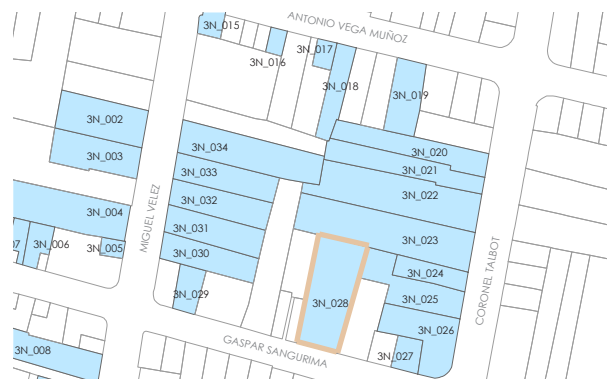 ANTONIO VEGA MUÑOZ
3N_015
3N_016
3N_017
3N_018
3N_019
3N_002
3N_003
3N_034
3N_033
3N_032
3N_031
3N_030
3N_029
3N_020
3N_021
3N_022
3N_023
3N_024
3N_025
3N_026
3N_027
3N_028
3N_004
3N_005
3N_006
3N_008
MIGUEL VELEZ
CORONEL TALBOT
GASPAR SANGURIMA